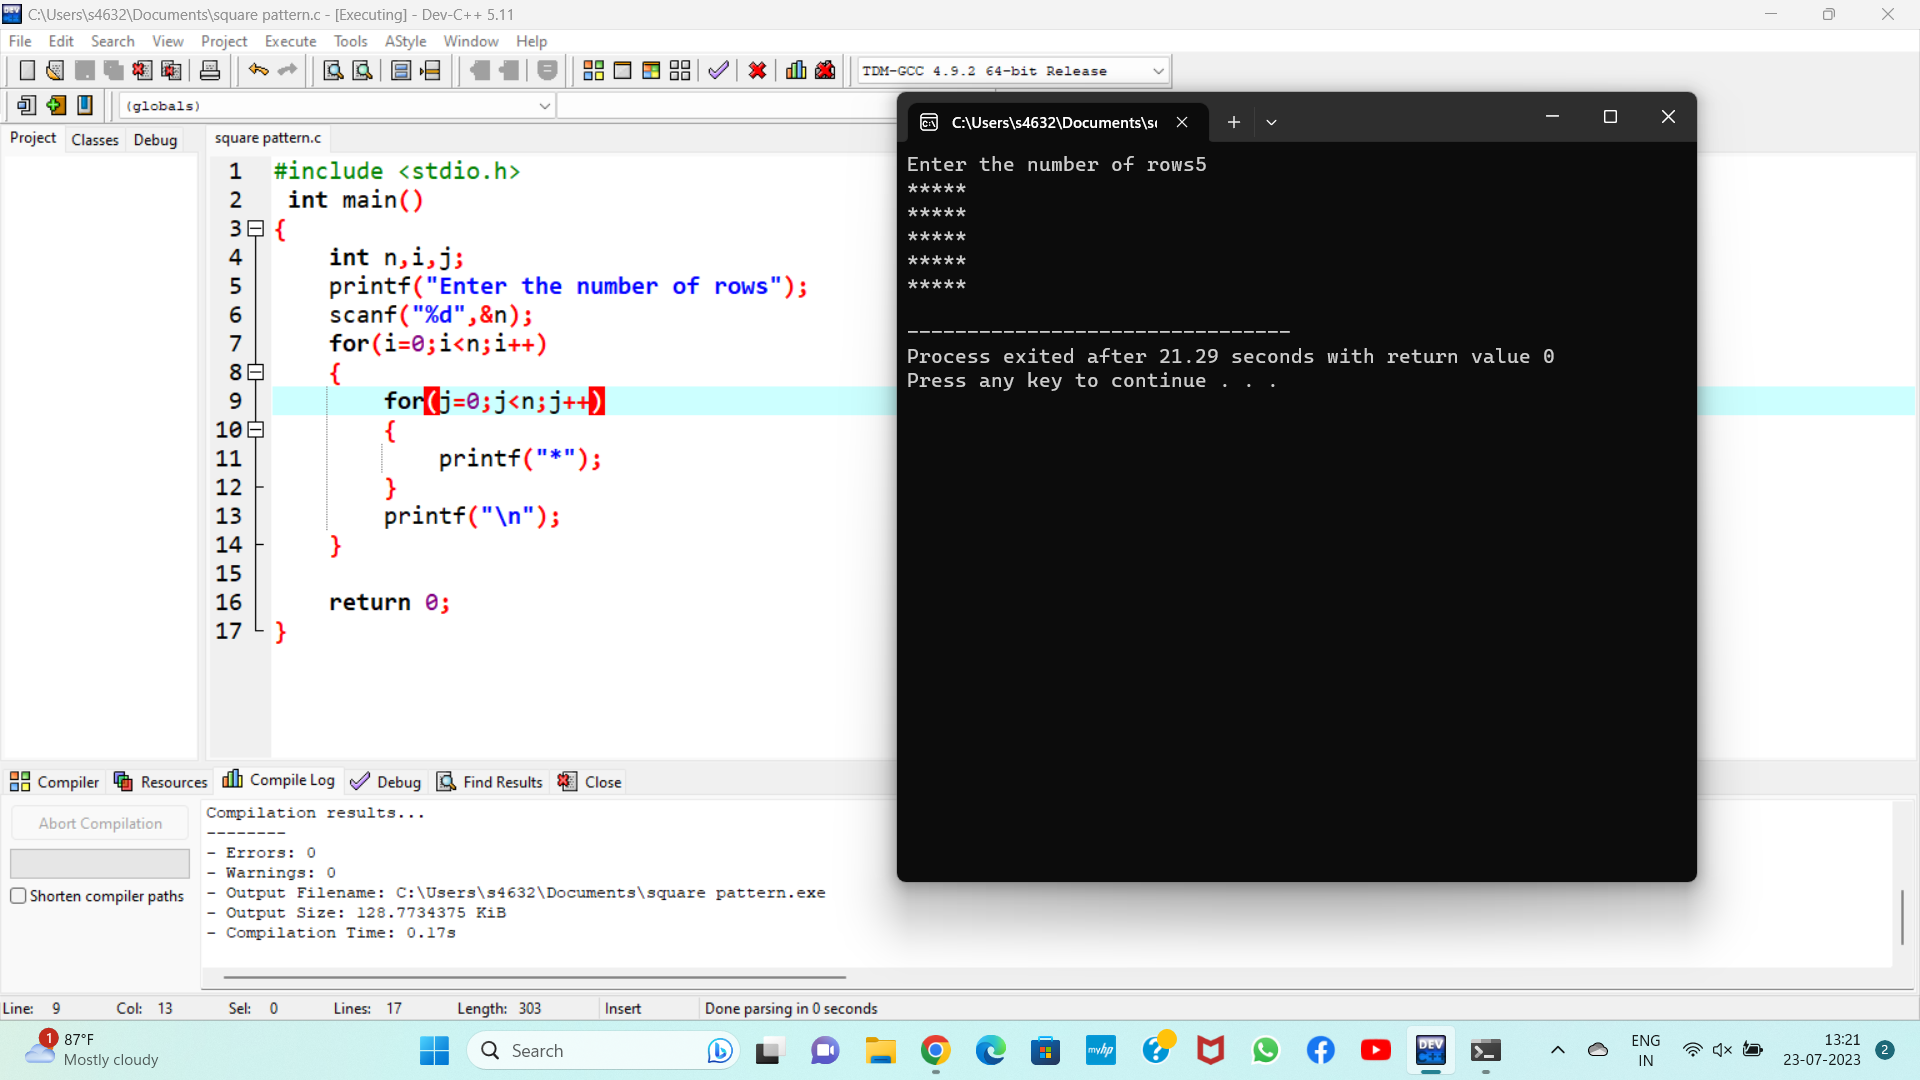 C:\Users\s4632\Documents\square pattern.c - [Executing] - Dev-C++ 5.11
File Edit Search View Project Execute Tools AStyle Window Help
TDM-GCC 4.9.2 64-bit Release
(globals)
Project Classes Debug
square pattern.c
1 #include <stdio.h>
2  int main()
3 {
4     int n,i,j;
5     printf("Enter the number of rows");
6     scanf("%d",&n);
7     for(i=0;i<n;i++)
8     {
9         for(j=0;j<n;j++)
10         {
11             printf("*");
12         }
13         printf("\n");
14     }
15
16     return 0;
17 }
C:\Users\s4632\Documents\s
Enter the number of rows5
*****
*****
*****
*****
*****
--------------------------------
Process exited after 21.29 seconds with return value 0
Press any key to continue . . .
Compiler Resources Compile Log Debug Find Results Close
Abort Compilation
Shorten compiler paths
Compilation results...
--------
- Errors: 0
- Warnings: 0
- Output Filename: C:\Users\s4632\Documents\square pattern.exe
- Output Size: 128.7734375 KiB
- Compilation Time: 0.17s
Line: 9 Col: 13 Sel: 0 Lines: 17 Length: 303 Insert Done parsing in 0 seconds
1 87°F
Mostly cloudy
Search
myhp
DEV C++
ENG
IN
13:21
23-07-2023
2